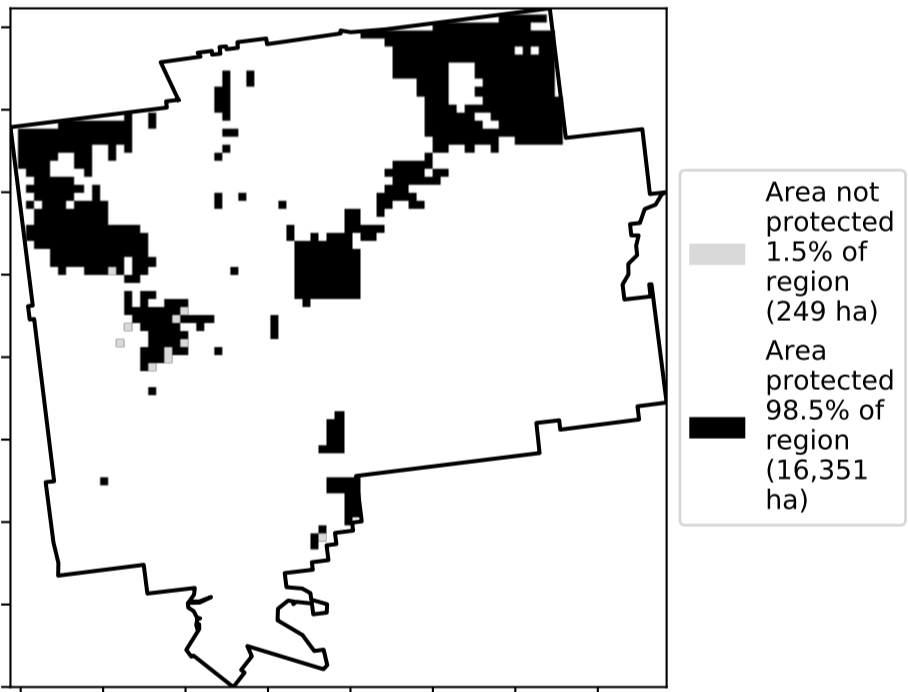 Area not
protected
1.5% of
region
(249 ha)
Area
protected
98.5% of
region
(16,351
ha)